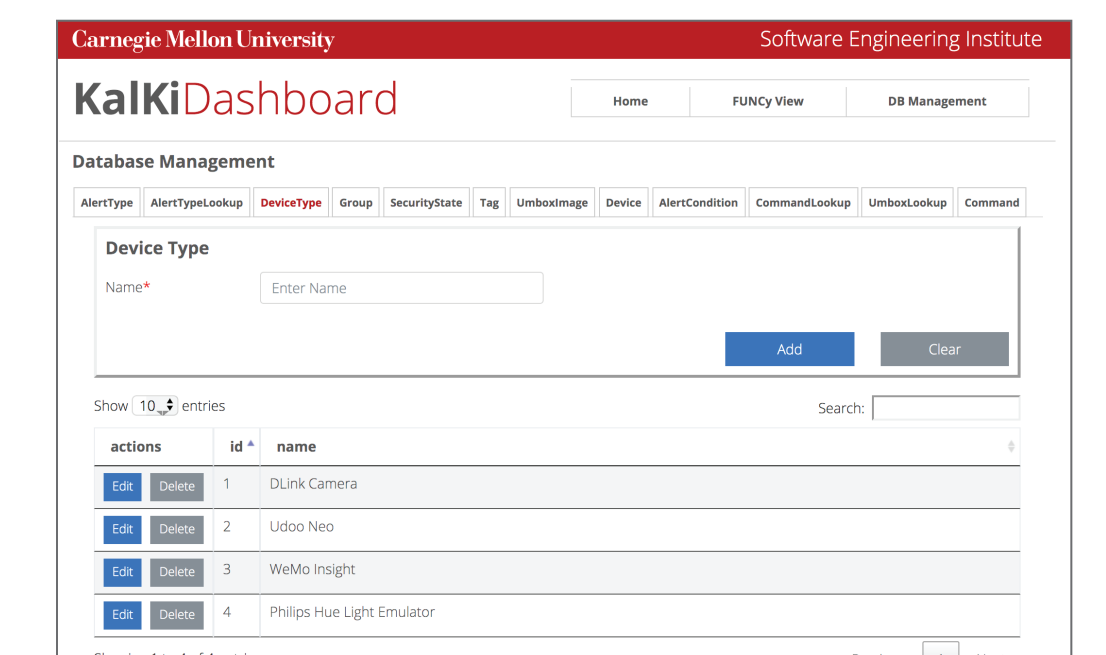 Carnegie Mellon University Software Engineering Institute
KalKiDashboard
Home FUNCy View DB Management
Database Management
AlertType AlertTypeLookup DeviceType Group SecurityState Tag UmboxImage Device AlertCondition CommandLookup UmboxLookup Command
Device Type
Name* Enter Name
Add Clear
Show 10 entries Search:
actions id name
Edit Delete 1 DLink Camera
Edit Delete 2 Udoo Neo
Edit Delete 3 WeMo Insight
Edit Delete 4 Philips Hue Light Emulator